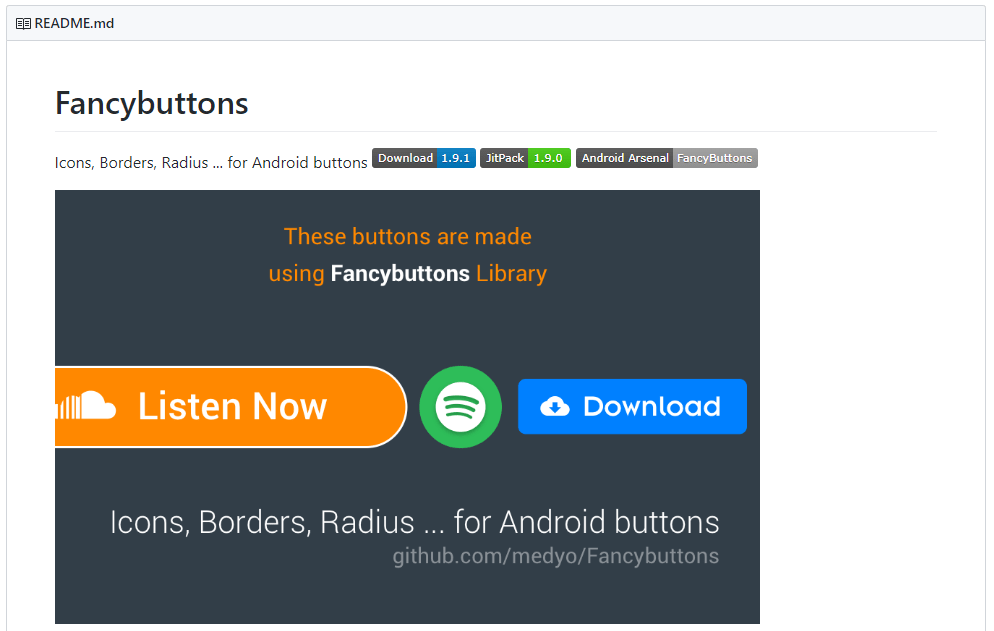 README.md
Fancybuttons
Icons, Borders, Radius ... for Android buttons Download 1.9.1 JitPack 1.9.0 Android Arsenal FancyButtons
These buttons are made
using Fancybuttons Library
Listen Now Download
Icons, Borders, Radius ... for Android buttons
github.com/medyo/Fancybuttons